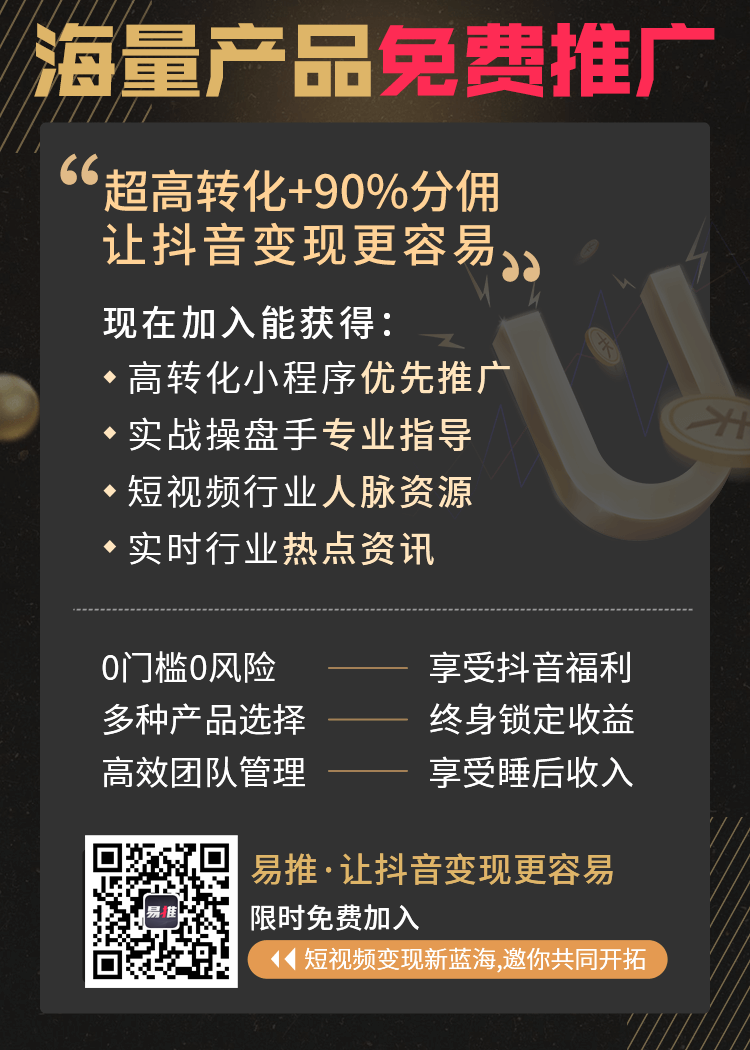 海量产品免费推广
“超高转化+90%分佣
让抖音变现更容易”
现在加入能获得：
高转化小程序优先推广
实战操盘手专业指导
短视频行业人脉资源
实时行业热点资讯
0门槛0风险 享受抖音福利
多种产品选择 终身锁定收益
高效团队管理 享受睡后收入
易推
易推·让抖音变现更容易
限时免费加入
短视频变现新蓝海,邀你共同开拓